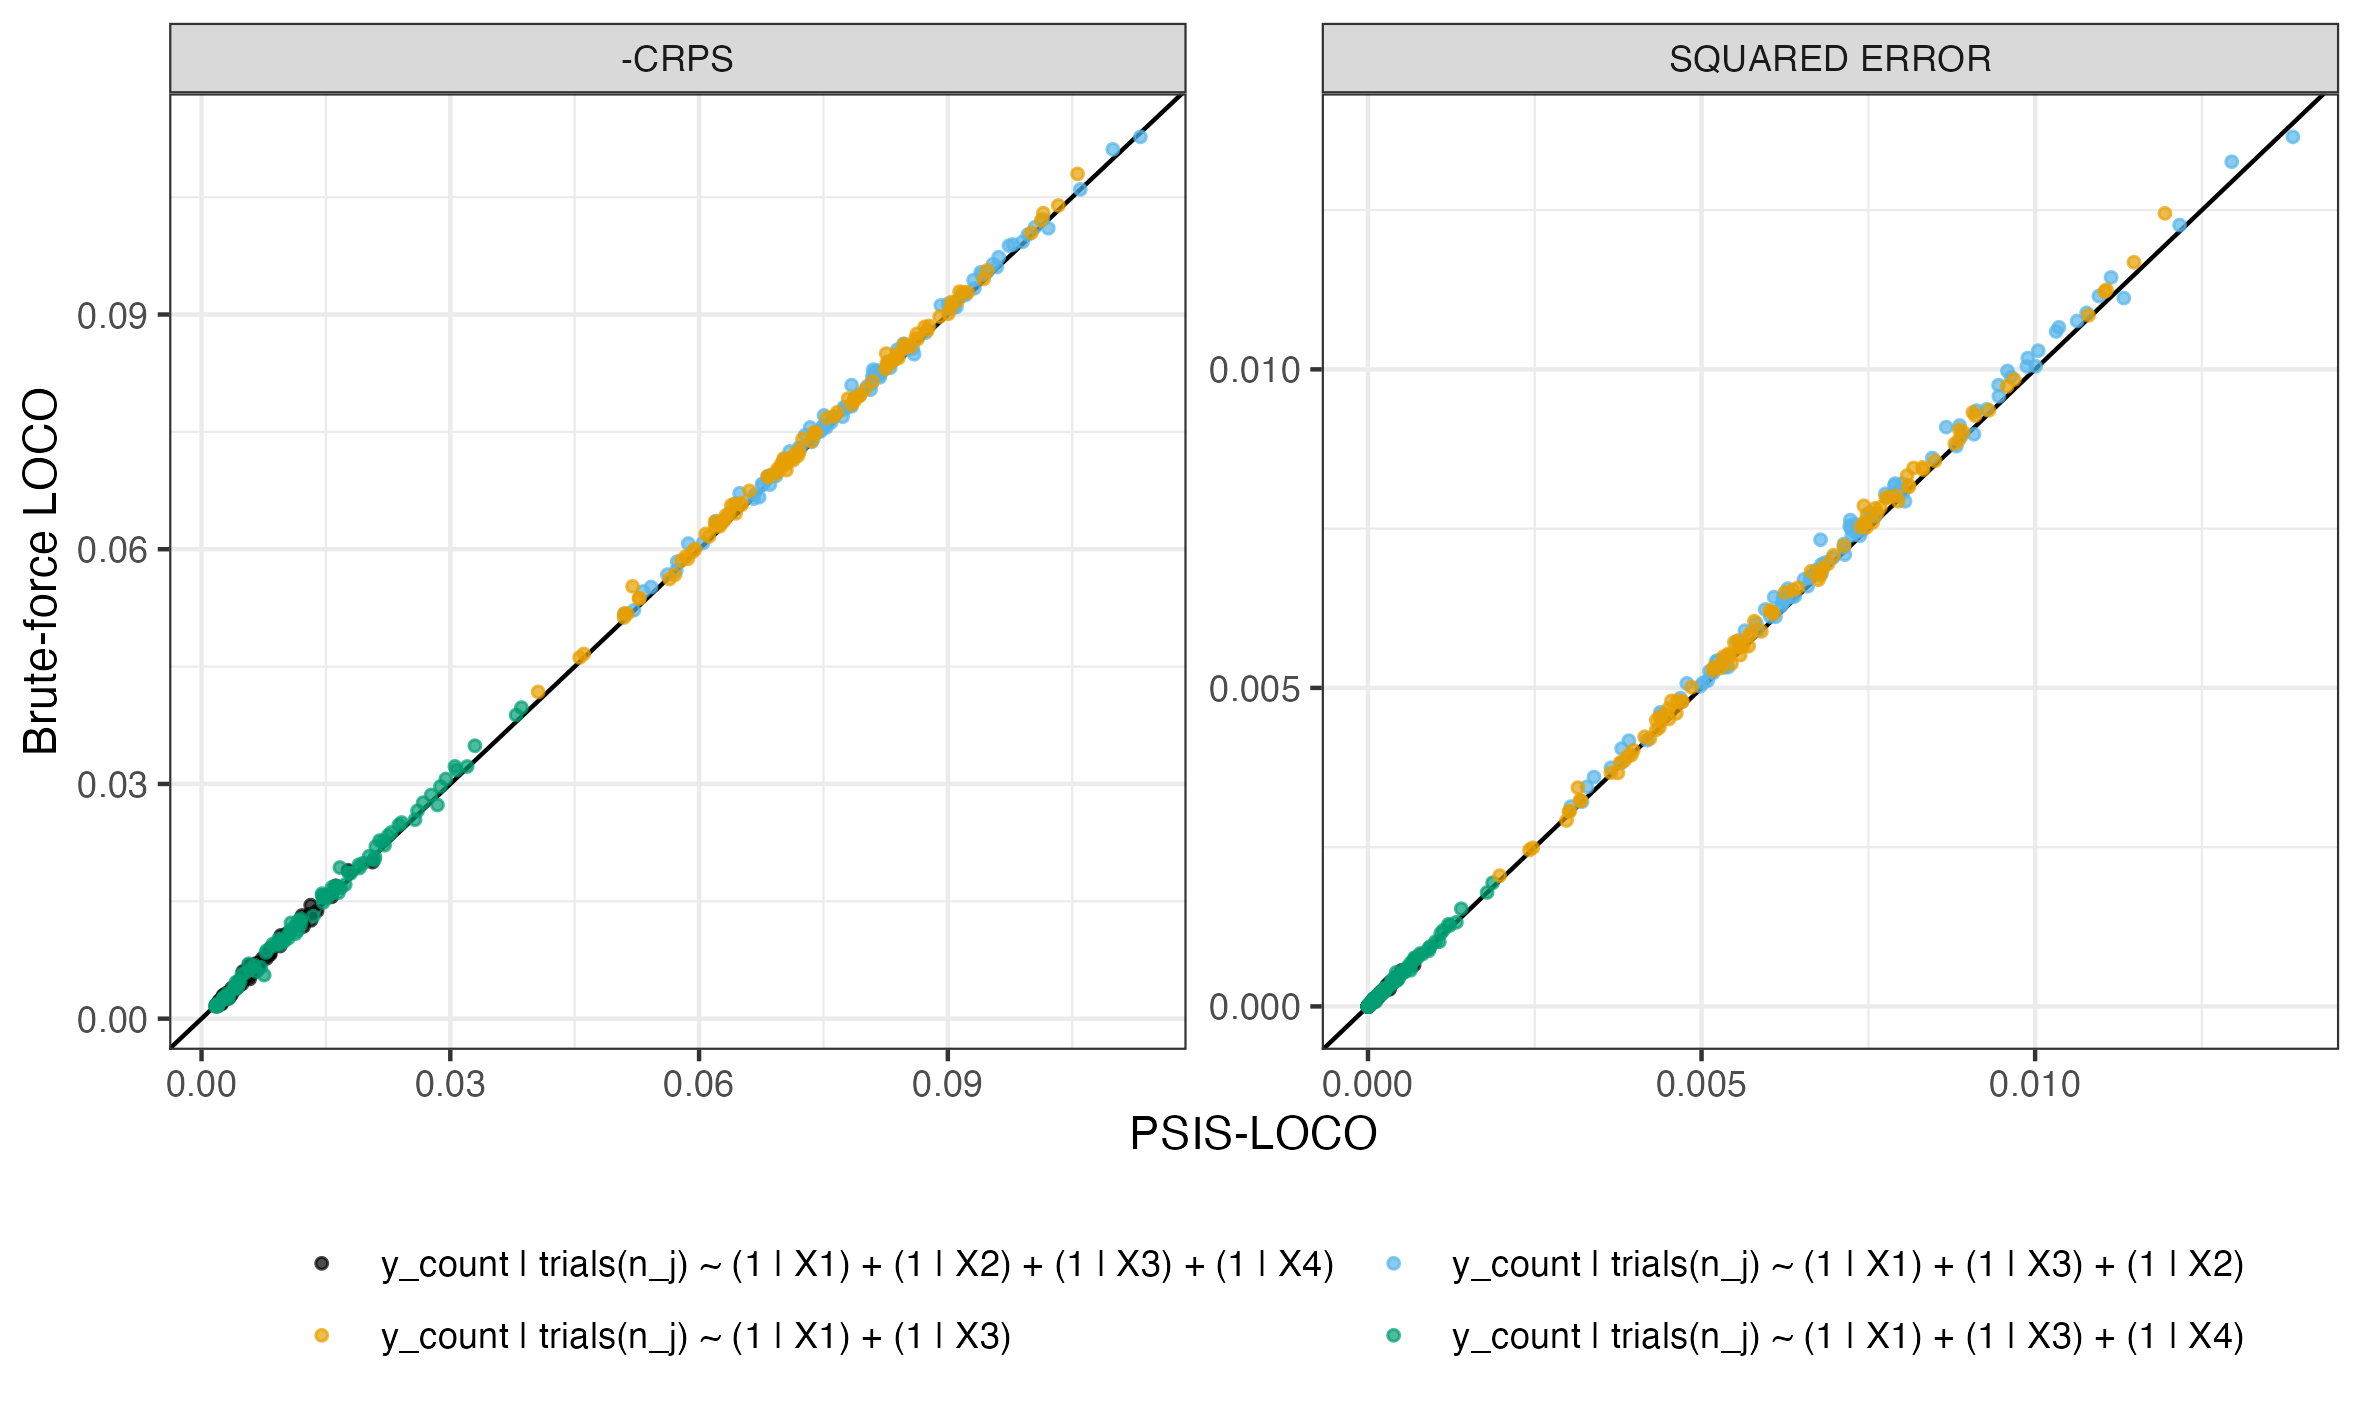 -CRPS
SQUARED ERROR
Brute-force LOCO
0.09
0.06
0.03
0.00
0.010
0.005
0.000
0.00 0.03 0.06 0.09
0.000 0.005 0.010
PSIS-LOCO
y_count | trials(n_j) ~ (1 | X1) + (1 | X2) + (1 | X3) + (1 | X4)
y_count | trials(n_j) ~ (1 | X1) + (1 | X3) + (1 | X2)
y_count | trials(n_j) ~ (1 | X1) + (1 | X3)
y_count | trials(n_j) ~ (1 | X1) + (1 | X3) + (1 | X4)